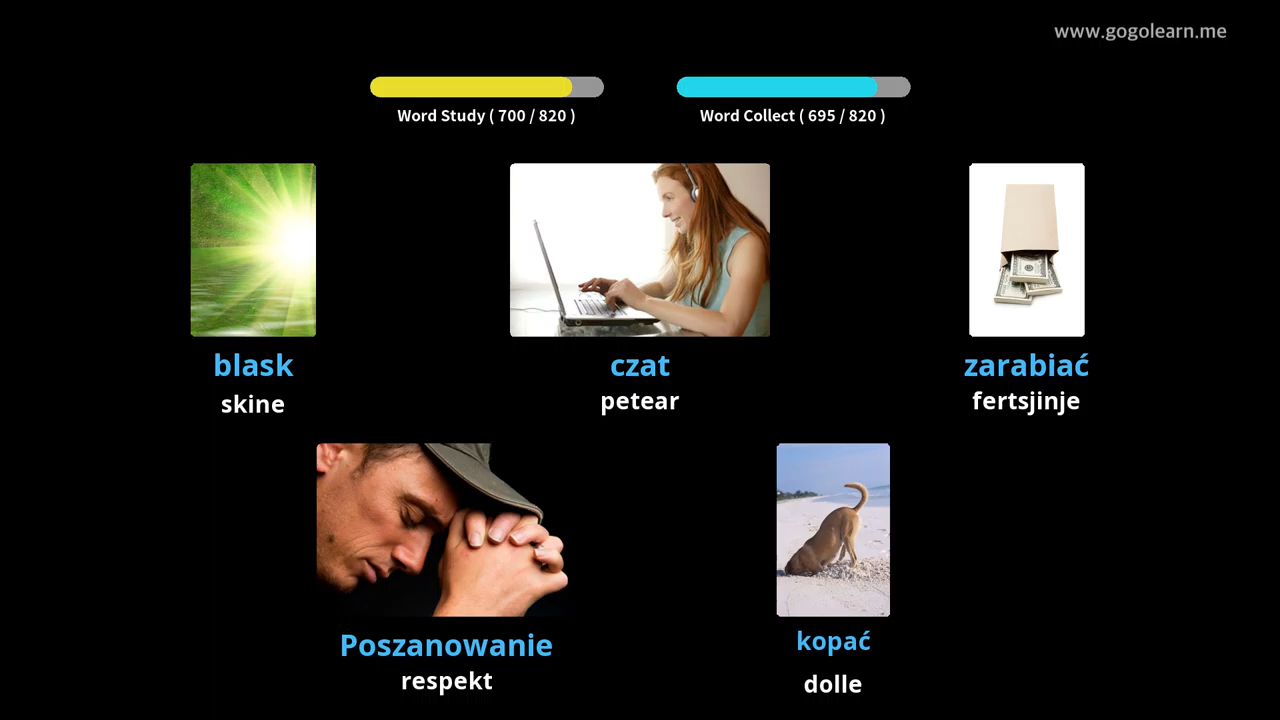 www.gogolearn.me
Word Study ( 700 / 820 )
Word Collect ( 695 / 820 )
blask
skine
czat
petear
zarabiać
fertsjinje
Poszanowanie
respekt
kopać
dolle